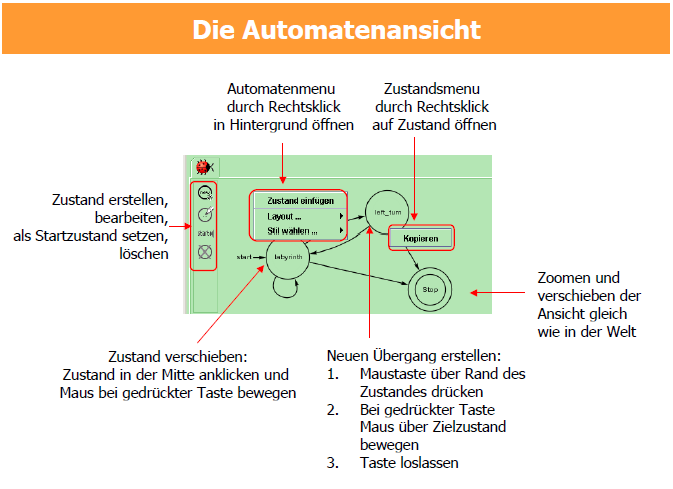 Die Automatenansicht
Automatenmenu
durch Rechtsklick
in Hintergrund öffnen
Zustandsmenu
durch Rechtsklick
auf Zustand öffnen
Zustand erstellen,
bearbeiten,
als Startzustand setzen,
löschen
Zustand einfügen
Layout ...
Stil wählen ...
left_turn
Kopieren
start
labyrinth
Stop
Zoomen und
verschieben der
Ansicht gleich
wie in der Welt
Zustand verschieben:
Zustand in der Mitte anklicken und
Maus bei gedrückter Taste bewegen
Neuen Übergang erstellen:
1. Maustaste über Rand des
Zustandes drücken
2. Bei gedrückter Taste
Maus über Zielzustand
bewegen
3. Taste loslassen